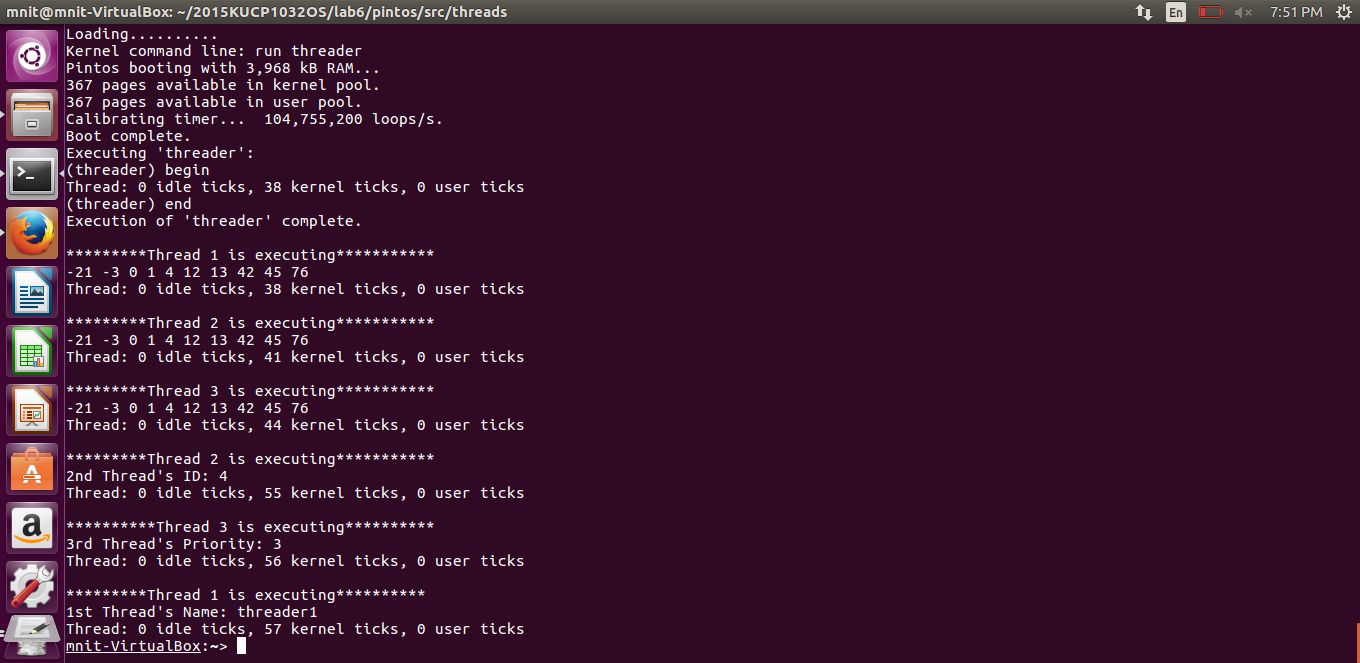 mnit@mnit-VirtualBox: ~/2015KUCP1032OS/lab6/pintos/src/threads En 7:51 PM
Loading..........
Kernel command line: run threader
Pintos booting with 3,968 kB RAM...
367 pages available in kernel pool.
367 pages available in user pool.
Calibrating timer...  104,755,200 loops/s.
Boot complete.
Executing 'threader':
(threader) begin
Thread: 0 idle ticks, 38 kernel ticks, 0 user ticks
(threader) end
Execution of 'threader' complete.
*********Thread 1 is executing***********
-21 -3 0 1 4 12 13 42 45 76
Thread: 0 idle ticks, 38 kernel ticks, 0 user ticks
*********Thread 2 is executing***********
-21 -3 0 1 4 12 13 42 45 76
Thread: 0 idle ticks, 41 kernel ticks, 0 user ticks
*********Thread 3 is executing***********
-21 -3 0 1 4 12 13 42 45 76
Thread: 0 idle ticks, 44 kernel ticks, 0 user ticks
*********Thread 2 is executing***********
2nd Thread's ID: 4
Thread: 0 idle ticks, 55 kernel ticks, 0 user ticks
**********Thread 3 is executing**********
3rd Thread's Priority: 3
Thread: 0 idle ticks, 56 kernel ticks, 0 user ticks
*********Thread 1 is executing**********
1st Thread's Name: threader1
Thread: 0 idle ticks, 57 kernel ticks, 0 user ticks
mnit-VirtualBox:~>